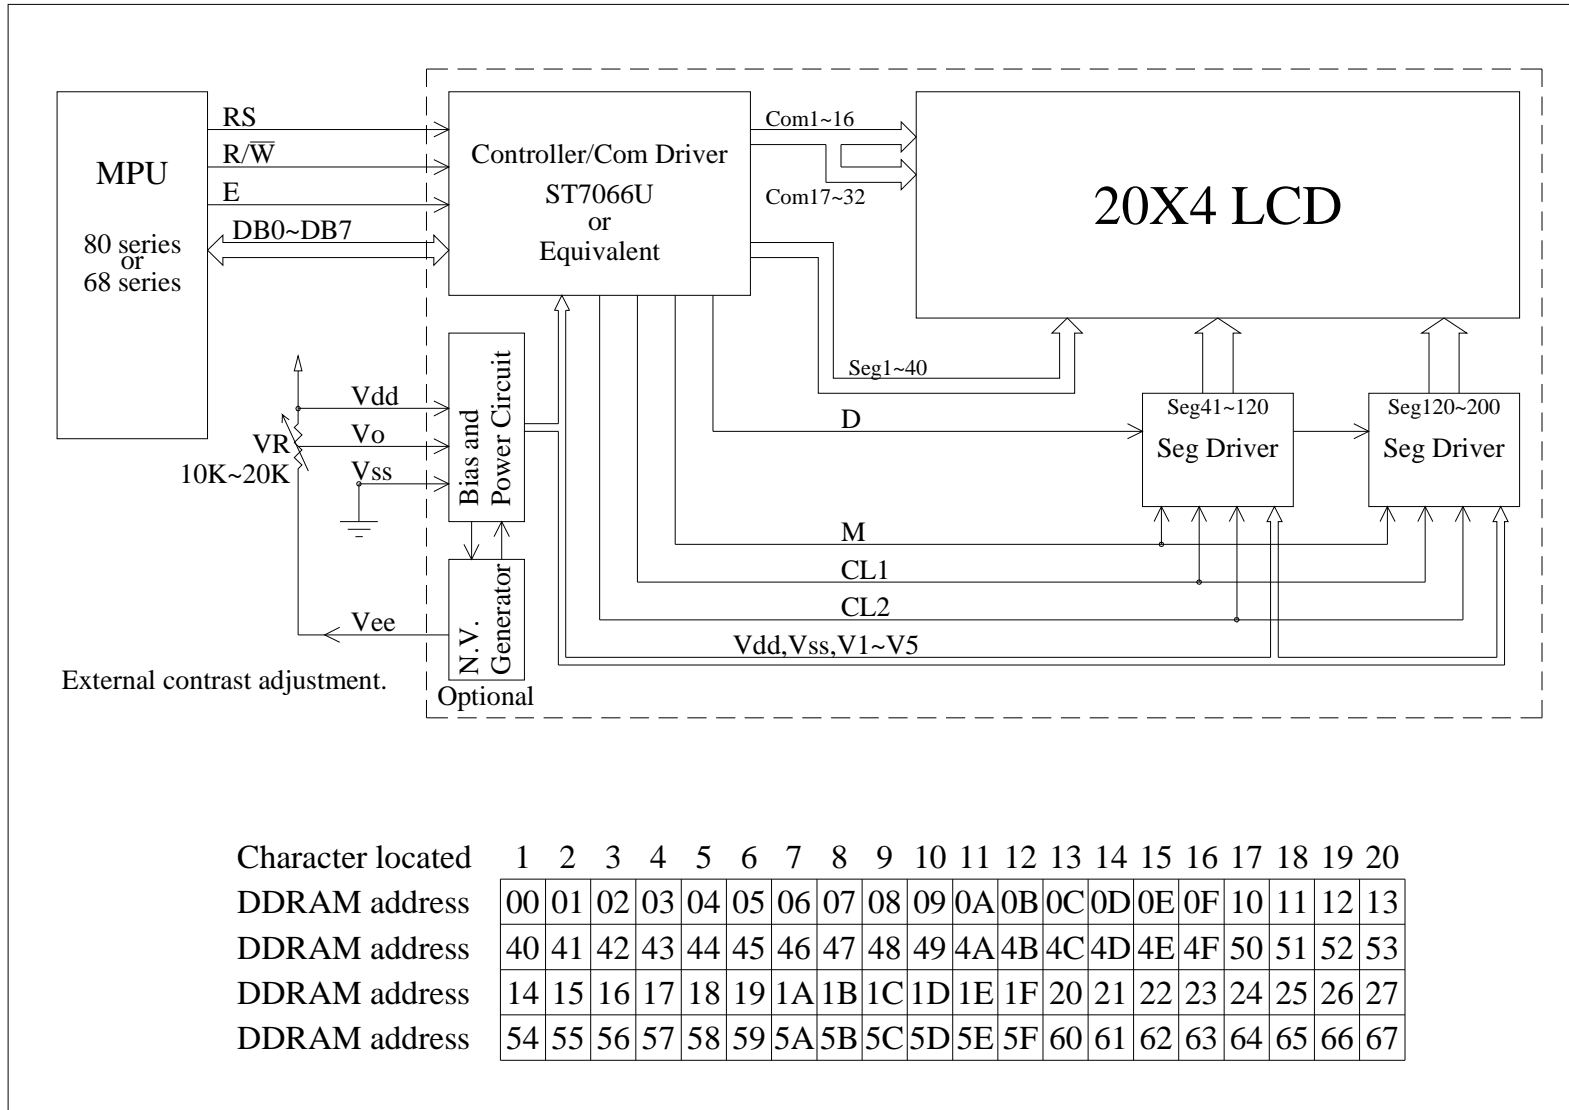 RS
R/W̅
E
DB0~DB7
MPU
80 series
or
68 series
Controller/Com Driver
ST7066U
or
Equivalent
Com1~16
Com17~32
20X4 LCD
Seg1~40
Vdd
Vo
Vss
VR
10K~20K
Bias and
Power Circuit
D
Seg41~120
Seg Driver
Seg120~200
Seg Driver
M
CL1
CL2
Vdd,Vss,V1~V5
Vee
N.V.
Generator
Optional
External contrast adjustment.
Character located 1 2 3 4 5 6 7 8 9 10 11 12 13 14 15 16 17 18 19 20
DDRAM address 00 01 02 03 04 05 06 07 08 09 0A 0B 0C 0D 0E 0F 10 11 12 13
DDRAM address 40 41 42 43 44 45 46 47 48 49 4A 4B 4C 4D 4E 4F 50 51 52 53
DDRAM address 14 15 16 17 18 19 1A 1B 1C 1D 1E 1F 20 21 22 23 24 25 26 27
DDRAM address 54 55 56 57 58 59 5A 5B 5C 5D 5E 5F 60 61 62 63 64 65 66 67